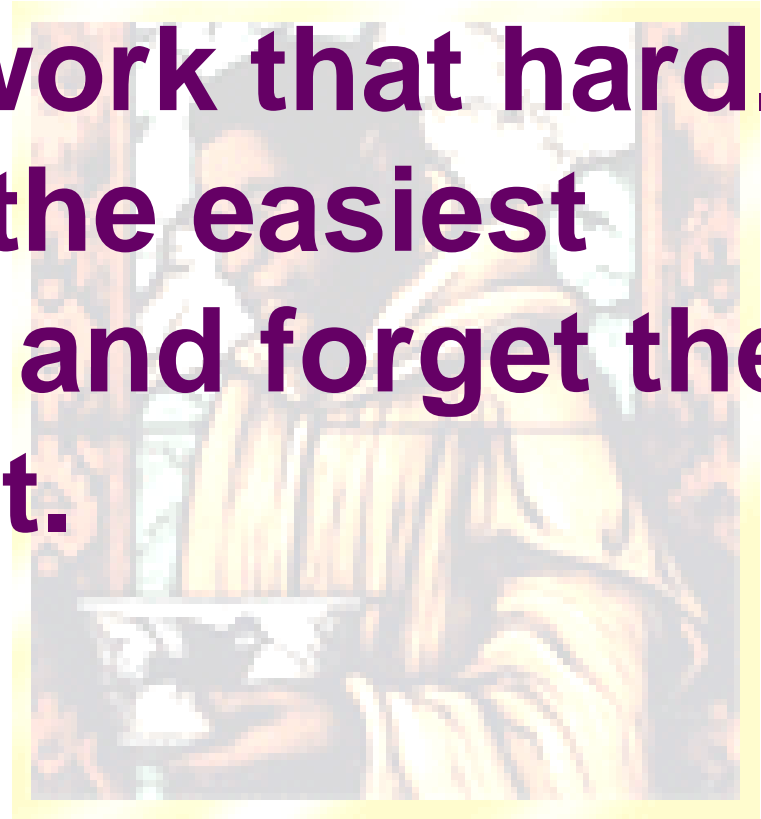 work that hard.
the easiest
and forget the
t.